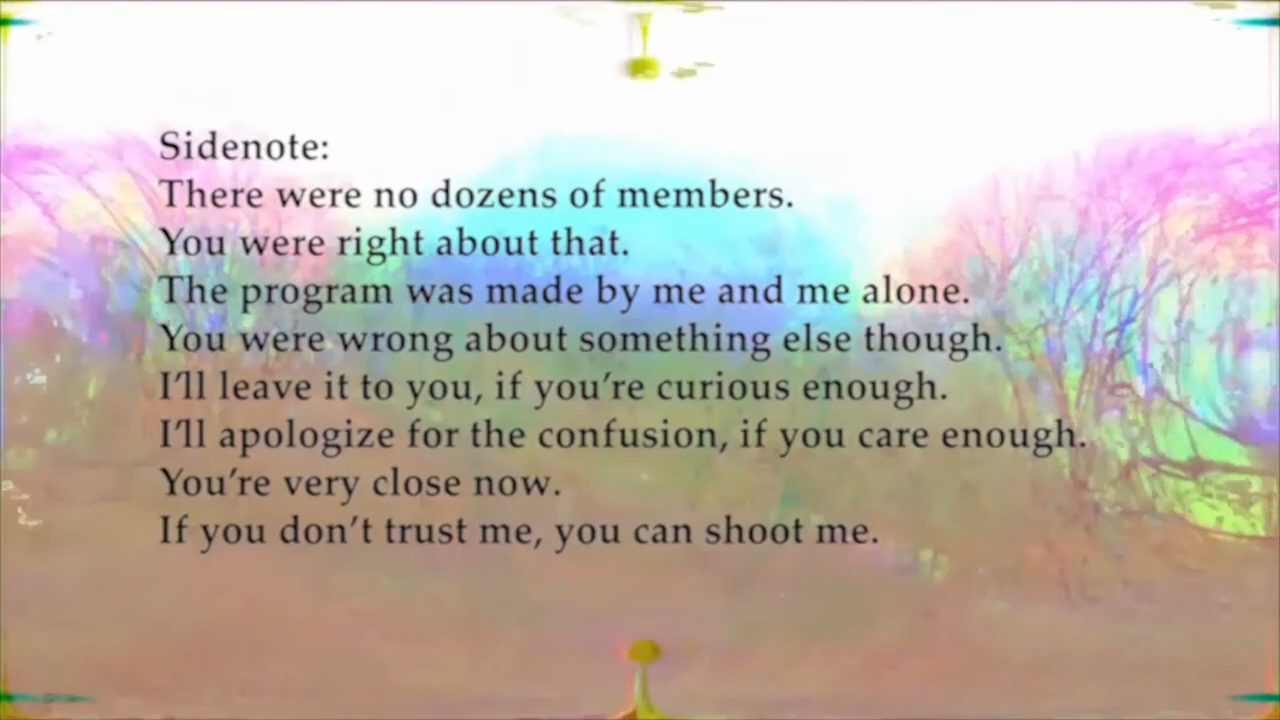 Sidenote:
There were no dozens of members.
You were right about that.
The program was made by me and me alone.
You were wrong about something else though.
I'll leave it to you, if you're curious enough.
I'll apologize for the confusion, if you care enough.
You're very close now.
If you don't trust me, you can shoot me.